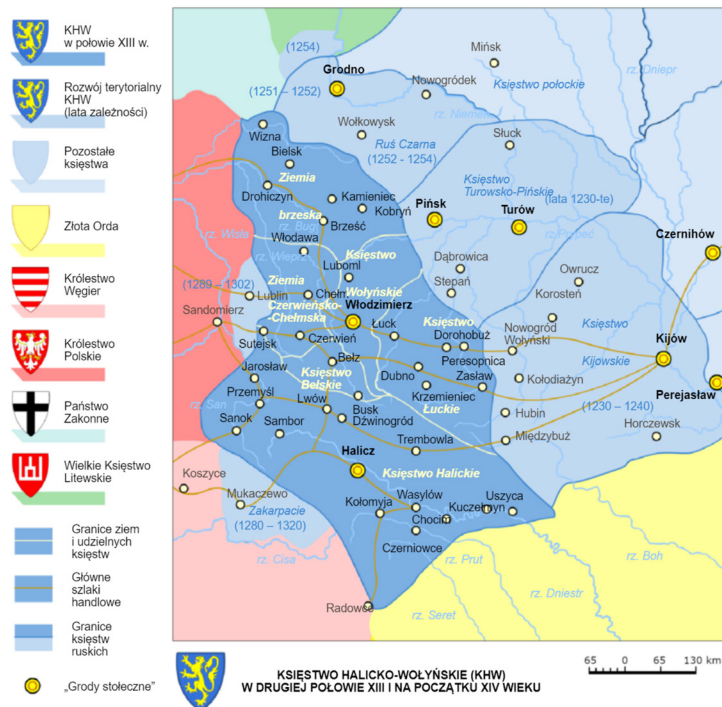 KHW
w połowie XIII w.
Rozwój terytorialny
KHW
(lata zależności)
Pozostałe
księstwa
Złota Orda
Królestwo
Węgier
Królestwo
Polskie
Państwo
Zakonne
Wielkie Księstwo
Litewskie
Granice ziem
i udzielnych
księstw
Główne
szlaki
handlowe
Granice
księstw
ruskich
„Grody stołeczne”
(1254)
Mińsk
rz. Dniepr
Grodno
(1251 – 1252)
Nowogródek
Księstwo połockie
rz. Niemen
Wizna
Wołkowysk
Ruś Czarna
(1252 - 1254)
Słuck
Bielsk
Ziemia
Drohiczyn
Kamieniec
Kobryń
Księstwo
Turowsko-Pińskie
(lata 1230-te)
brzeska
Brześć
rz. Bug
Pińsk
Turów
rz. Wisła
Włodawa
rz. Wieprz
Księstwo
Czernihów
rz. Prypeć
Luboml
Dąbrowica
Owrucz
(1289 – 1302)
Ziemia
Stepań
Korosteń
Lublin
Chełm
Wołyńskie
Czerwieńsko-
-Chełmska
Włodzimierz
Sandomierz
Łuck
Księstwo
Nowogród
Wołyński
Księstwo
Kijów
Sutejsk
Czerwień
Dorohobuż
Peresopnica
Kijowskie
Bełz
Jarosław
Księstwo
Bełskie
Dubno
Zasław
Kołodiażyn
Perejasław
Przemyśl
Krzemieniec
rz. San
Lwów
Busk
Łuckie
Hubin
(1230 – 1240)
Dźwinogród
Sanok
Sambor
Trembowla
Międzybuż
Horczewsk
Halicz
Księstwo Halickie
Koszyce
Mukaczewo
Zakarpacie
(1280 – 1320)
Kołomyja
Wasylów
Uszyca
Chocim
Czerniowce
rz. Cisa
rz. Prut
rz. Boh
rz. Dniestr
Radowce
rz. Seret
KSIĘSTWO HALICKO-WOŁYŃSKIE (KHW)
W DRUGIEJ POŁOWIE XIII I NA POCZĄTKU XIV WIEKU
65 0 65 130 km